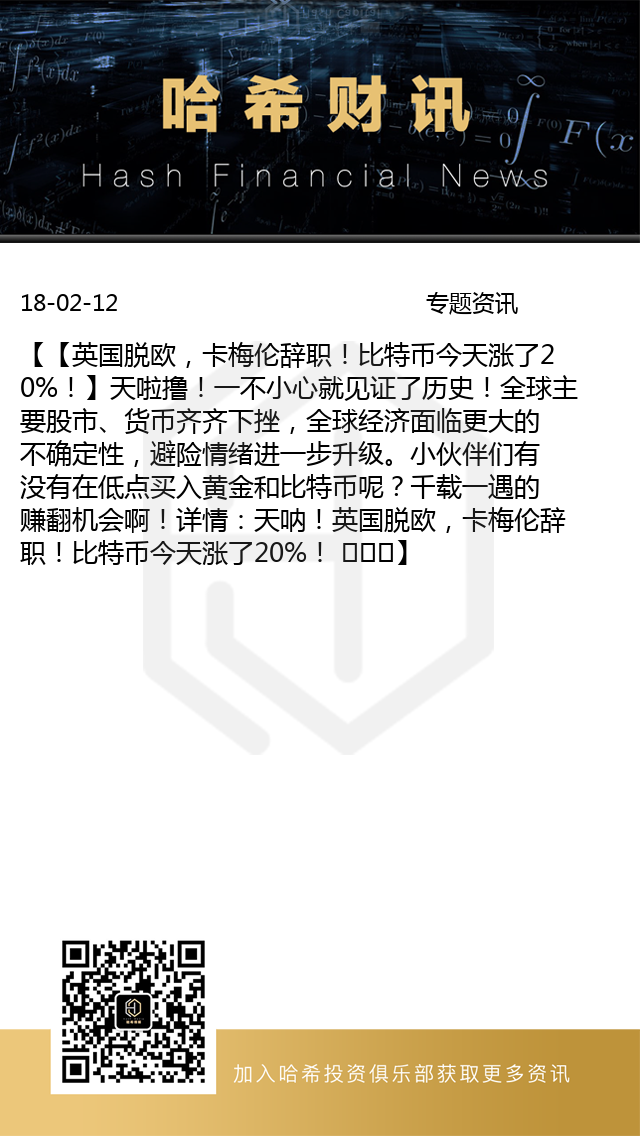 哈希财讯
Hash Financial News
18-02-12 专题资讯
【【英国脱欧，卡梅伦辞职！比特币今天涨了2
0%！】天啦撸！一不小心就见证了历史！全球主
要股市、货币齐齐下挫，全球经济面临更大的
不确定性，避险情绪进一步升级。小伙伴们有
没有在低点买入黄金和比特币呢？千载一遇的
赚翻机会啊！详情：天呐！英国脱欧，卡梅伦辞
职！比特币今天涨了20%！ 】
加入哈希投资俱乐部获取更多资讯